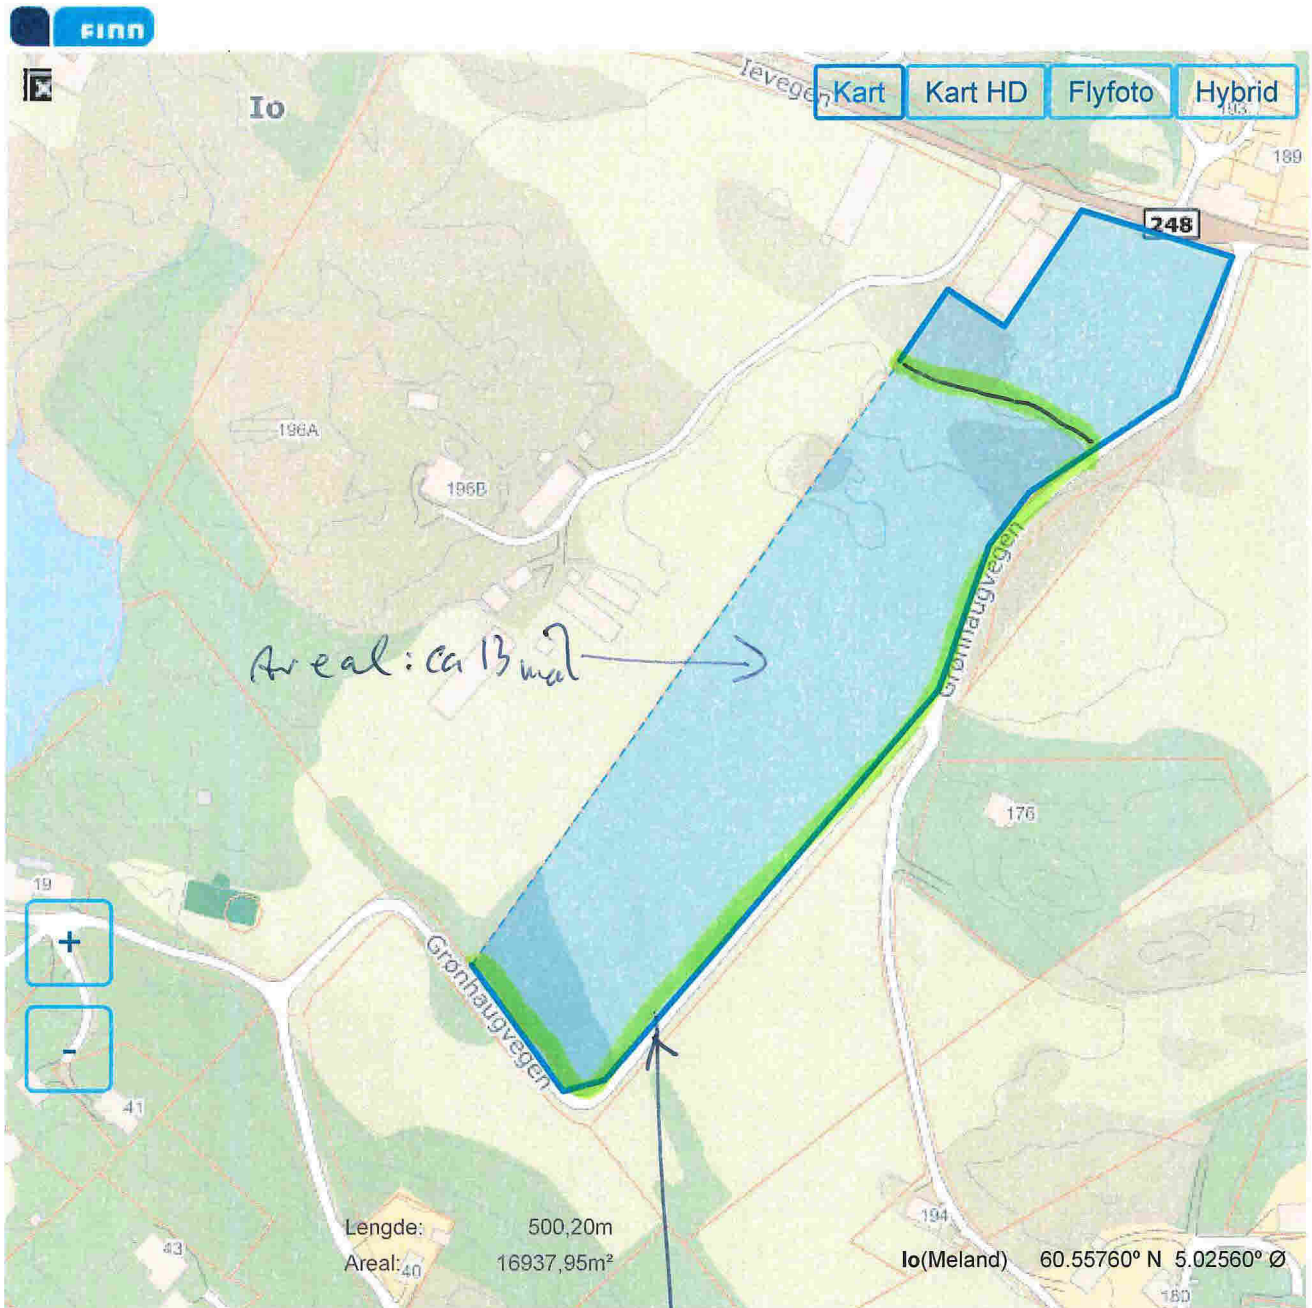 FINN
Io
Ievegen
Kart
Kart HD
Flyfoto
Hybrid
193
189
248
196A
196B
Grønhaugvegen
Areal: ca 13 mål
176
19
+
Grønhaugvegen
-
41
Lengde: 500,20m
194
43
Areal: 16937,95m²
40
Io(Meland) 60.55760° N 5.02560° Ø
180